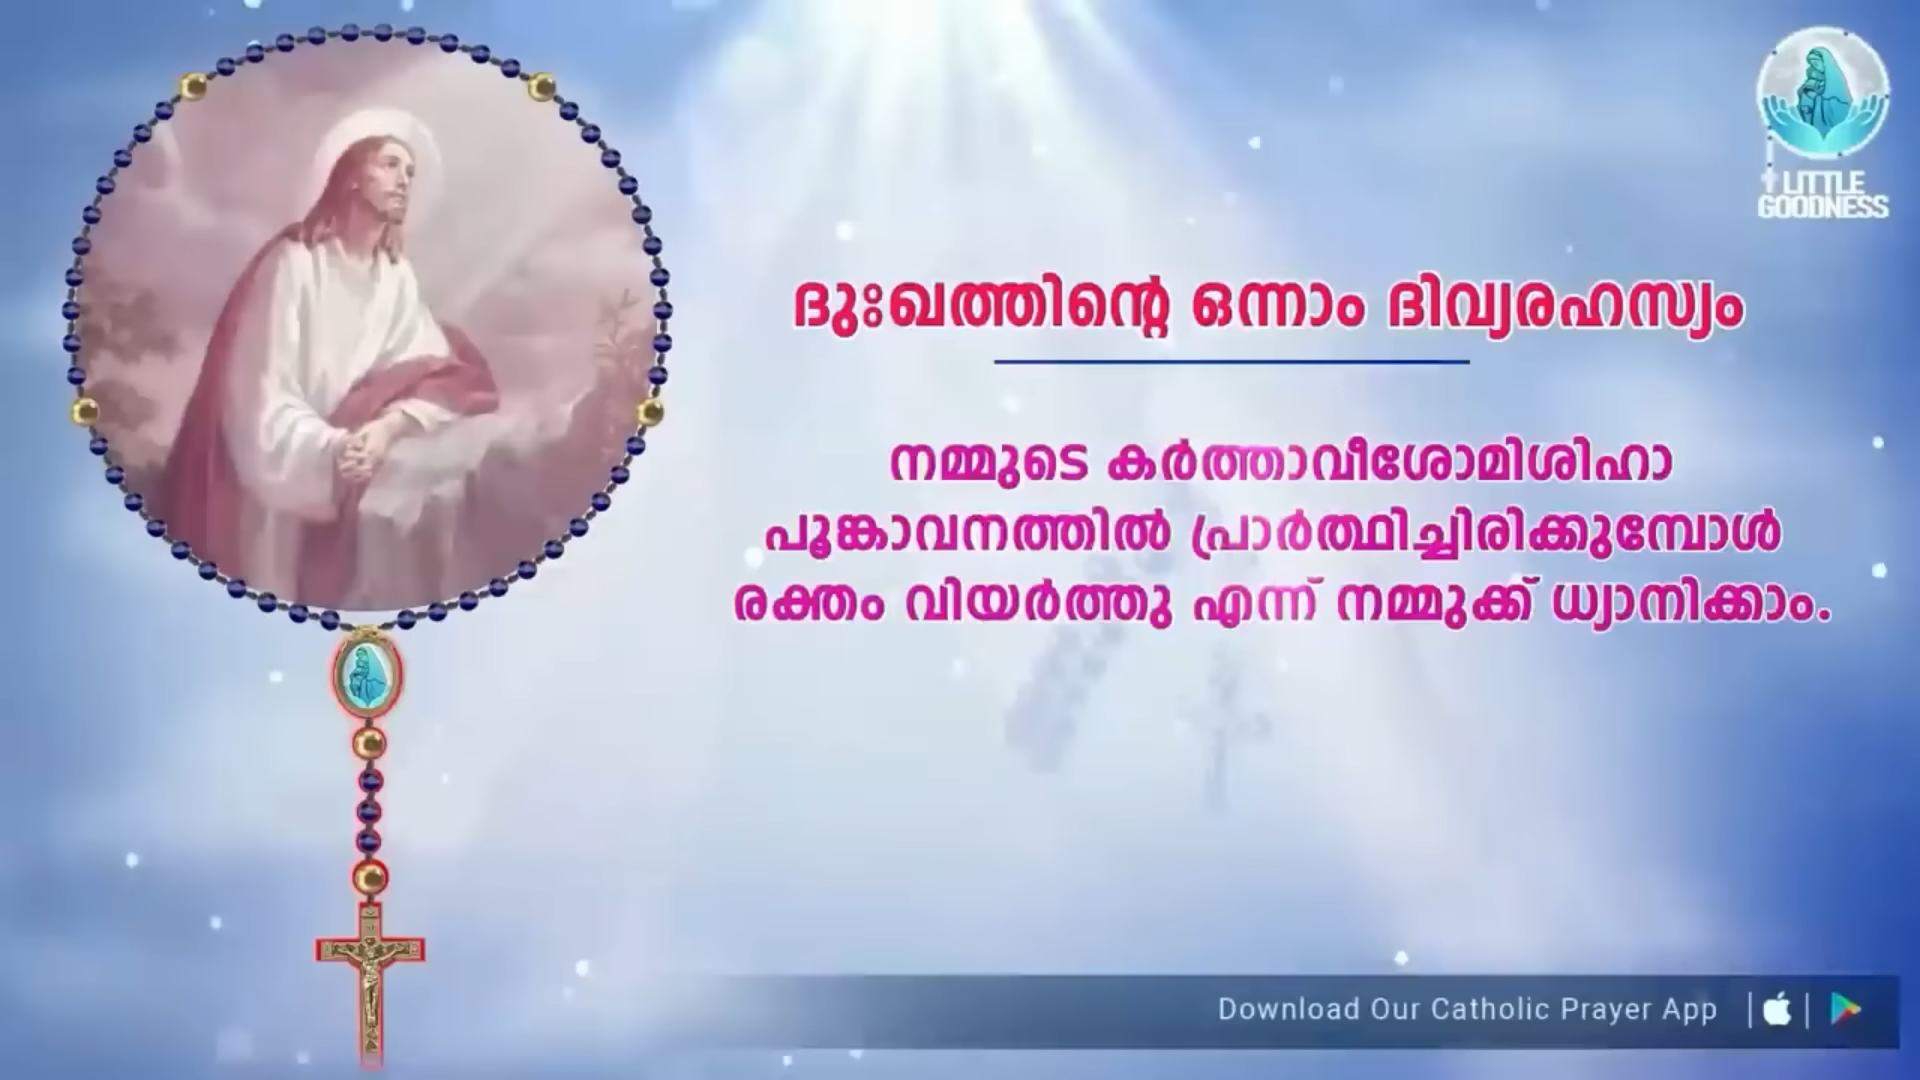 LITTLE
GOODNESS
ദുഃഖത്തിന്റെ ഒന്നാം ദിവ്യരഹസ്യം
നമ്മുടെ കർത്താവീശോമിശിഹാ
പൂങ്കാവനത്തിൽ പ്രാർത്ഥിച്ചിരിക്കുമ്പോൾ
രക്തം വിയർത്തു എന്ന് നമ്മുക്ക് ധ്യാനിക്കാം.
Download Our Catholic Prayer App